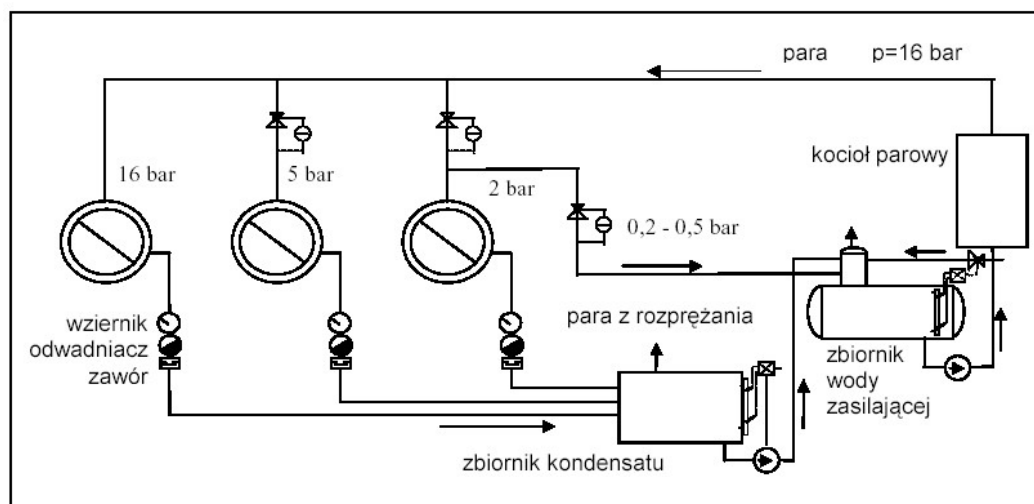 para p=16 bar
kocioł parowy
16 bar
5 bar
2 bar
0,2 - 0,5 bar
wziernik
odwadniacz
zawór
para z rozprężania
zbiornik
wody
zasilającej
zbiornik kondensatu